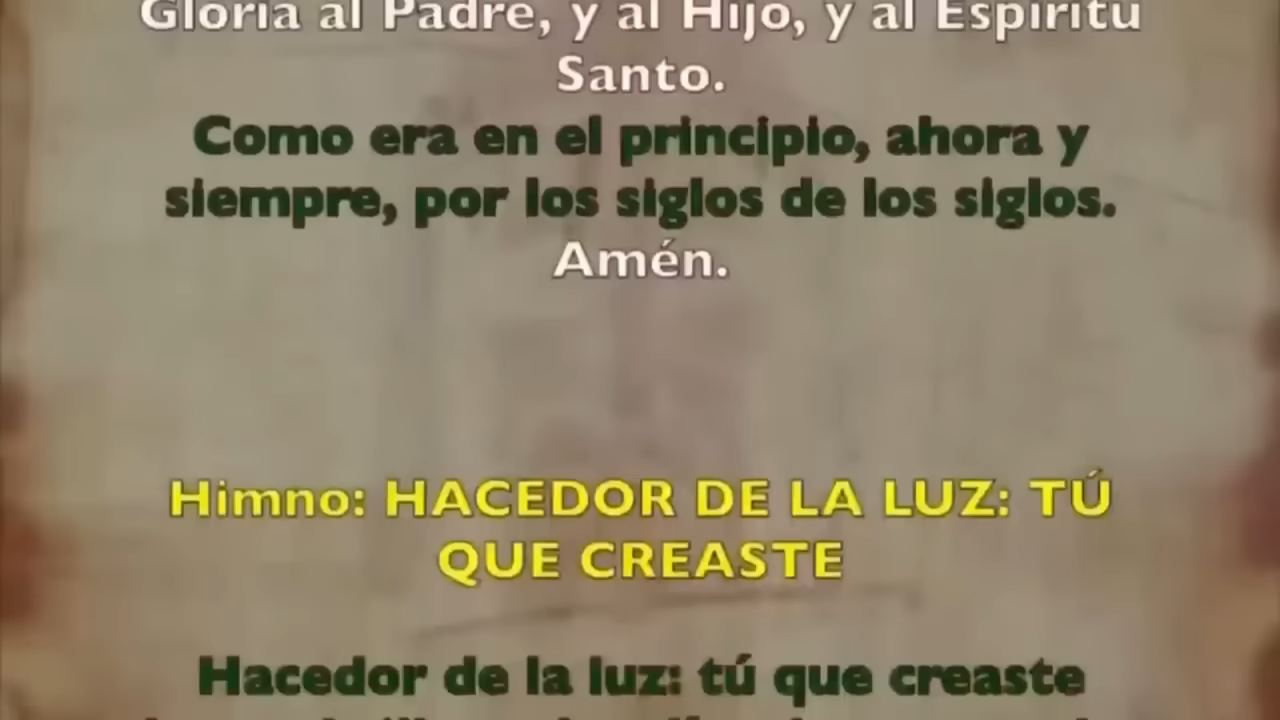 Gloria al Padre, y al Hijo, y al Espíritu
Santo.
Como era en el principio, ahora y
siempre, por los siglos de los siglos.
Amén.
Himno: HACEDOR DE LA LUZ: TÚ
QUE CREASTE
Hacedor de la luz: tú que creaste